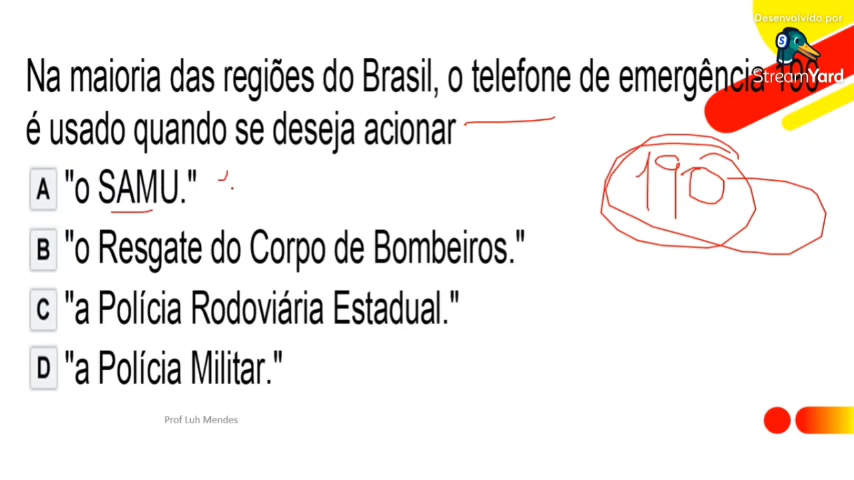 Desenvolvido por
StreamYard
Na maioria das regiões do Brasil, o telefone de emergência 190
é usado quando se deseja acionar
190
A "o SAMU."
B "o Resgate do Corpo de Bombeiros."
C "a Polícia Rodoviária Estadual."
D "a Polícia Militar."
Prof Luh Mendes